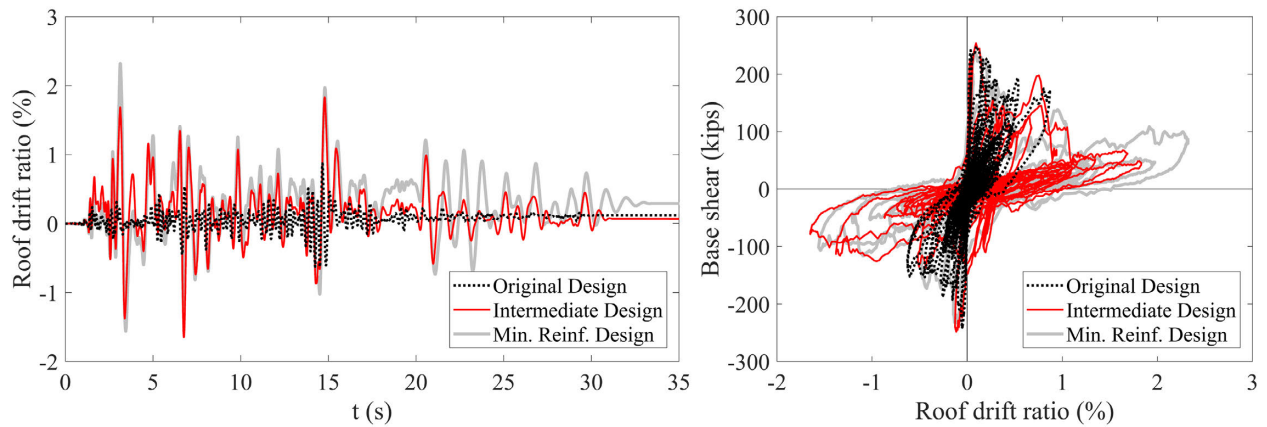 Roof drift ratio (%)
3
2
1
0
-1
-2
0
5
10
15
20
25
30
35
t (s)
Original Design
Intermediate Design
Min. Reinf. Design
Base shear (kips)
300
200
100
0
-100
-200
-300
-2
-1
0
1
2
3
Roof drift ratio (%)
Original Design
Intermediate Design
Min. Reinf. Design